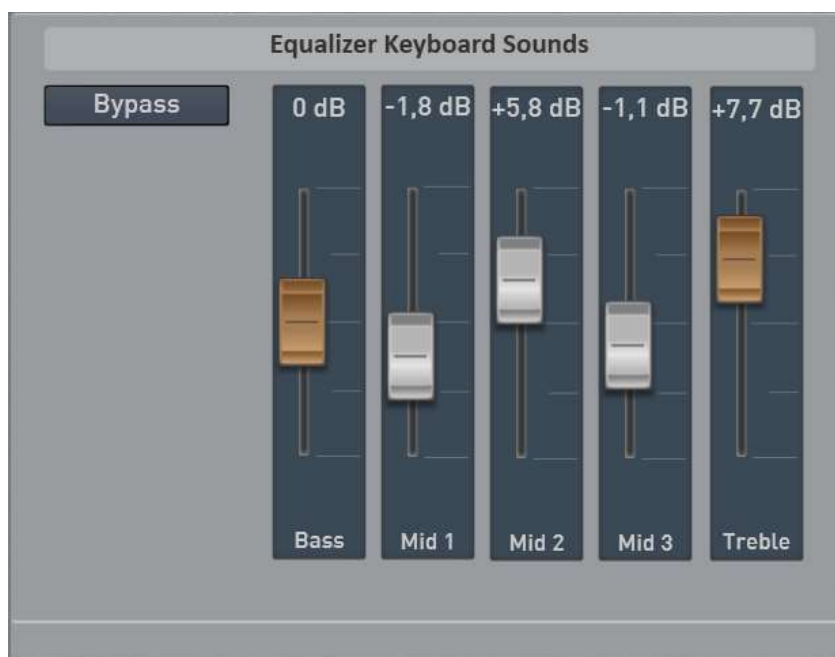 Equalizer Keyboard Sounds
Bypass
0 dB
-1,8 dB
+5,8 dB
-1,1 dB
+7,7 dB
Bass
Mid 1
Mid 2
Mid 3
Treble